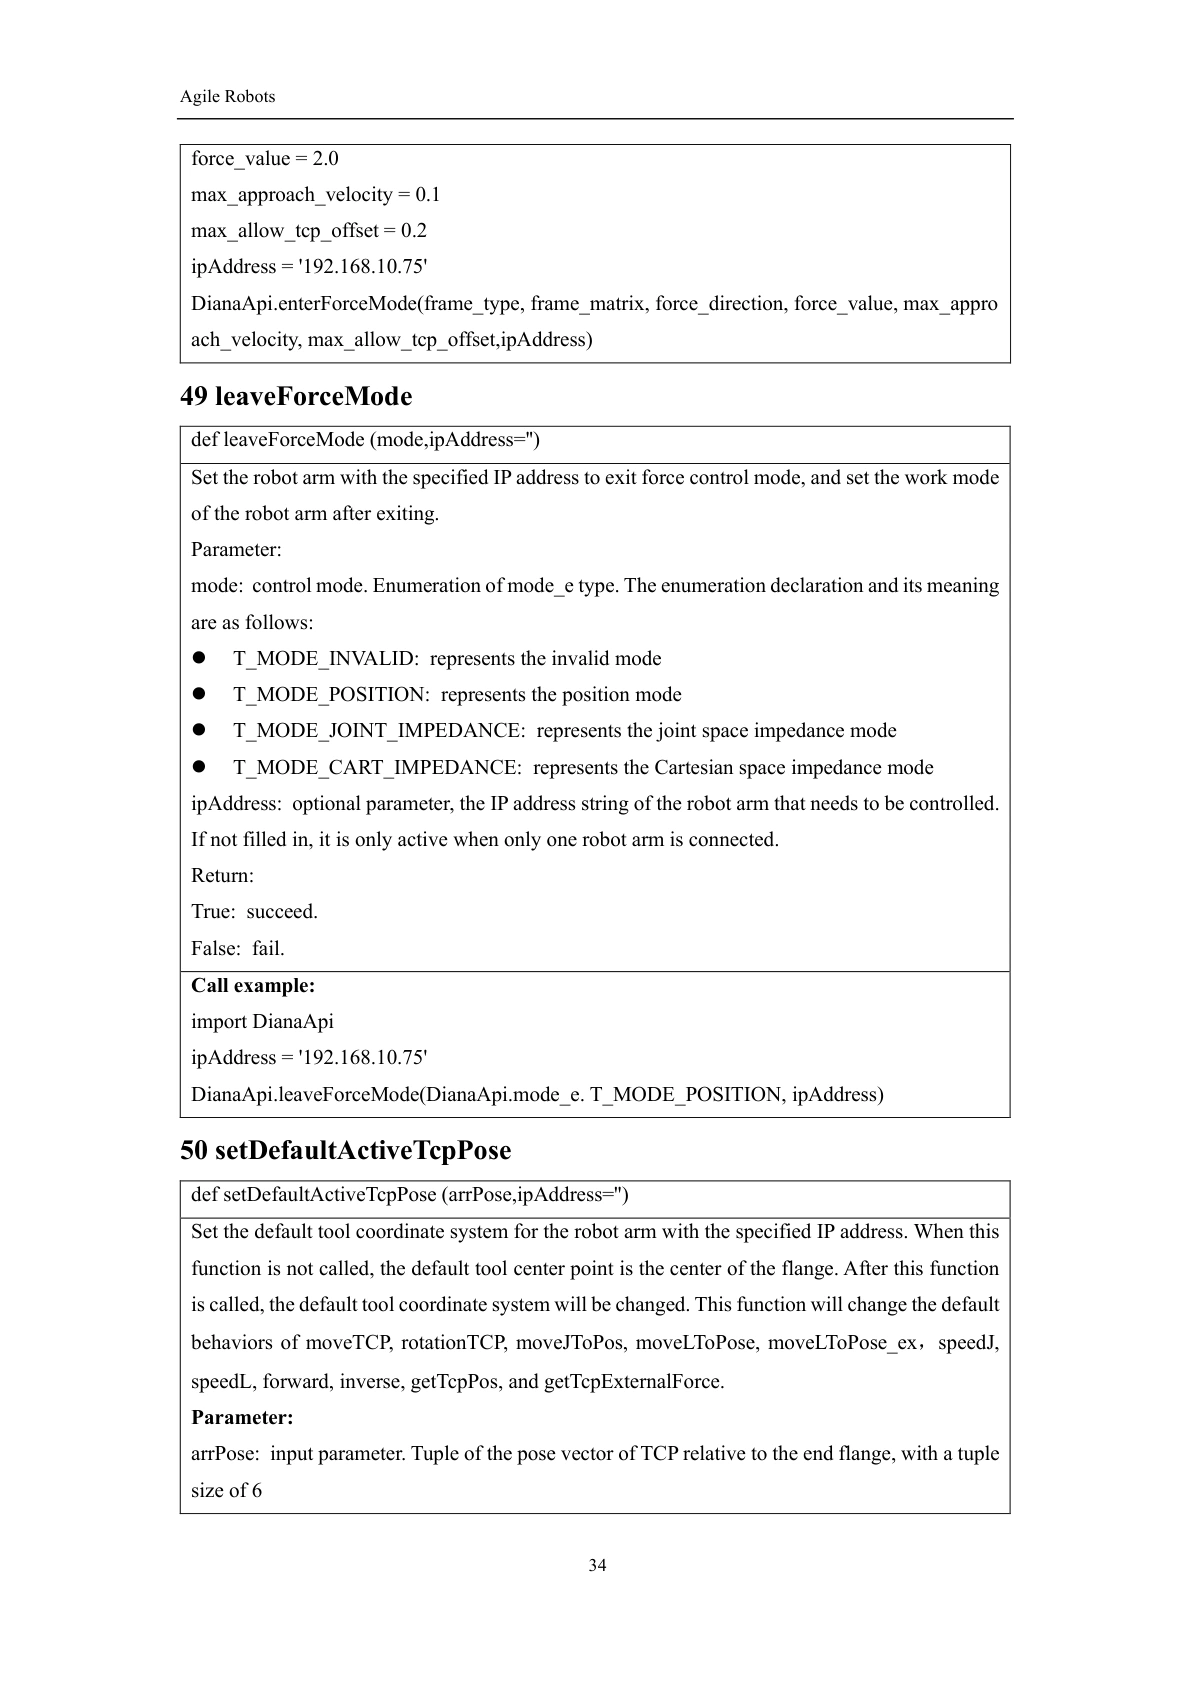 Agile Robots
force_value = 2.0
max_approach_velocity = 0.1
max_allow_tcp_offset = 0.2
ipAddress = '192.168.10.75'
DianaApi.enterForceMode(frame_type, frame_matrix, force_direction, force_value, max_appro
ach_velocity, max_allow_tcp_offset,ipAddress)
49 leaveForceMode
def leaveForceMode (mode,ipAddress='')
Set the robot arm with the specified IP address to exit force control mode, and set the work mode
of the robot arm after exiting.
Parameter:
mode: control mode. Enumeration of mode_e type. The enumeration declaration and its meaning
are as follows:
● T_MODE_INVALID: represents the invalid mode
● T_MODE_POSITION: represents the position mode
● T_MODE_JOINT_IMPEDANCE: represents the joint space impedance mode
● T_MODE_CART_IMPEDANCE: represents the Cartesian space impedance mode
ipAddress: optional parameter, the IP address string of the robot arm that needs to be controlled.
If not filled in, it is only active when only one robot arm is connected.
Return:
True: succeed.
False: fail.
Call example:
import DianaApi
ipAddress = '192.168.10.75'
DianaApi.leaveForceMode(DianaApi.mode_e. T_MODE_POSITION, ipAddress)
50 setDefaultActiveTcpPose
def setDefaultActiveTcpPose (arrPose,ipAddress='')
Set the default tool coordinate system for the robot arm with the specified IP address. When this
function is not called, the default tool center point is the center of the flange. After this function
is called, the default tool coordinate system will be changed. This function will change the default
behaviors of moveTCP, rotationTCP, moveJToPos, moveLToPose, moveLToPose_ex，speedJ,
speedL, forward, inverse, getTcpPos, and getTcpExternalForce.
Parameter:
arrPose: input parameter. Tuple of the pose vector of TCP relative to the end flange, with a tuple
size of 6
34